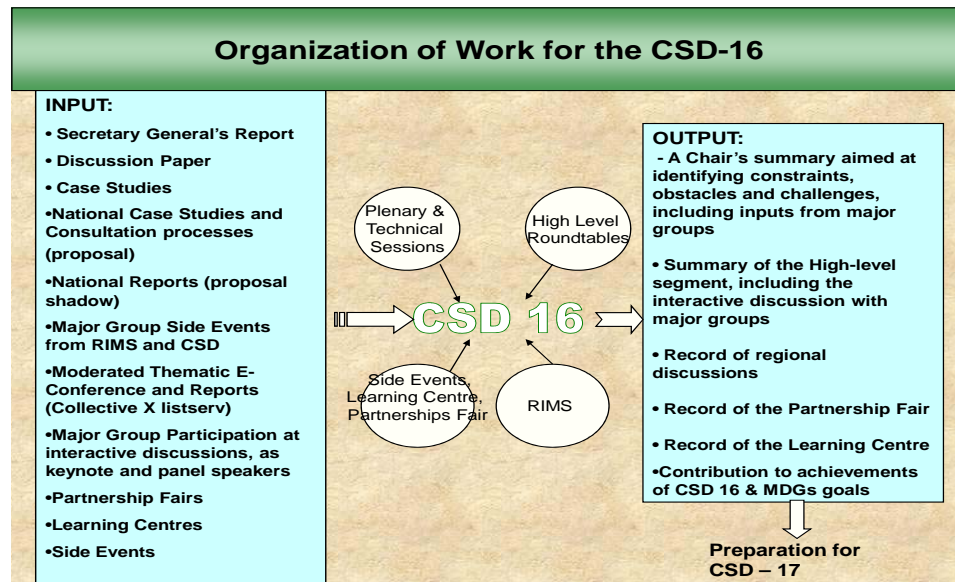 Organization of Work for the CSD-16
INPUT:
• Secretary General's Report
• Discussion Paper
• Case Studies
•National Case Studies and
Consultation processes
(proposal)
•National Reports (proposal
shadow)
•Major Group Side Events
from RIMS and CSD
•Moderated Thematic E-
Conference and Reports
(Collective X listserv)
•Major Group Participation at
interactive discussions, as
keynote and panel speakers
•Partnership Fairs
•Learning Centres
•Side Events
Plenary &
Technical
Sessions
High Level
Roundtables
CSD 16
Side Events,
Learning Centre,
Partnerships Fair
RIMS
OUTPUT:
- A Chair's summary aimed at
identifying constraints,
obstacles and challenges,
including inputs from major
groups
• Summary of the High-level
segment, including the
interactive discussion with
major groups
• Record of regional
discussions
• Record of the Partnership Fair
• Record of the Learning Centre
•Contribution to achievements
of CSD 16 & MDGs goals
Preparation for
CSD – 17